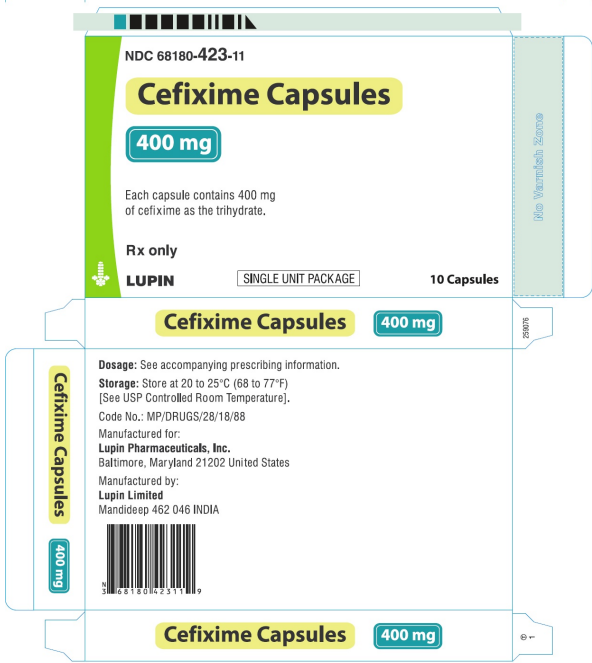 NDC 68180-423-11
Cefixime Capsules
400 mg
Each capsule contains 400 mg
of cefixime as the trihydrate.
Rx only
LUPIN
SINGLE UNIT PACKAGE
10 Capsules
No Varnish Zone
Cefixime Capsules 400 mg
259076
Cefixime Capsules 400 mg
Dosage: See accompanying prescribing information.
Storage: Store at 20 to 25°C (68 to 77°F)
[See USP Controlled Room Temperature].
Code No.: MP/DRUGS/28/18/88
Manufactured for:
Lupin Pharmaceuticals, Inc.
Baltimore, Maryland 21202 United States
Manufactured by:
Lupin Limited
Mandideep 462 046 INDIA
N
3 68180 42311 9
Cefixime Capsules 400 mg
1